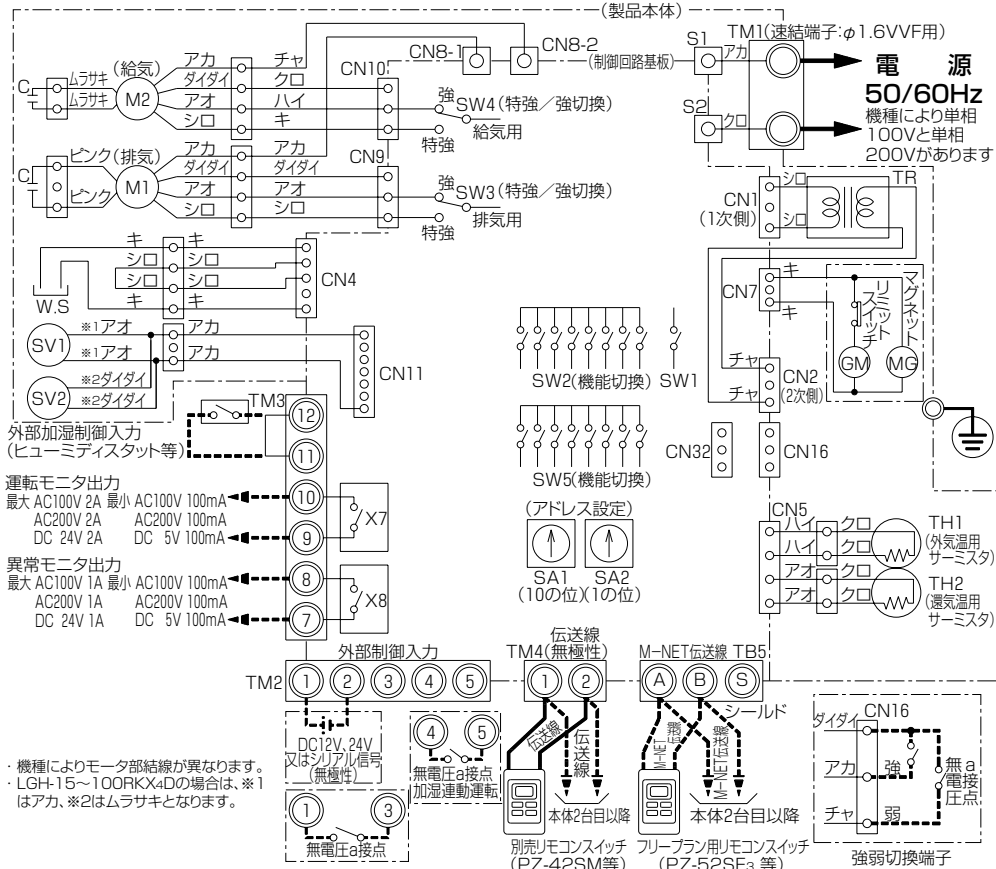 (製品本体)
TM1(速結端子:φ1.6VVF用)
CN8-1
CN8-2
(制御回路基板)
S1
アカ
S2
クロ
電 源
50/60Hz
機種により単相
100Vと単相
200Vがあります
C
ムラサキ
ムラサキ
(給気)
M2
アカ
ダイダイ
アオ
シロ
チャ
クロ
ハイ
キ
CN10
強
SW4(特強/強切換)
特強
給気用
C
ピンク
ピンク
(排気)
M1
アカ
ダイダイ
アオ
シロ
アカ
ダイダイ
アオ
シロ
CN9
強
SW3(特強/強切換)
特強
排気用
CN1
(1次側)
シロ
シロ
TR
W.S
キ
シロ
シロ
キ
キ
シロ
シロ
キ
CN4
CN7
キ
キ
リミット
スイッチ
マグネット
GM
MG
SV1
※1アオ
※1アオ
アカ
アカ
SV2
※2ダイダイ
※2ダイダイ
CN11
SW2(機能切換)
SW1
チャ
チャ
CN2
(2次側)
外部加湿制御入力
(ヒューミディスタット等)
TM3
12
11
10
9
8
7
SW5(機能切換)
CN32
CN16
運転モニタ出力
最大 AC100V 2A 最小 AC100V 100mA
AC200V 2A AC200V 100mA
DC 24V 2A DC 5V 100mA
X7
異常モニタ出力
最大 AC100V 1A 最小 AC100V 100mA
AC200V 1A AC200V 100mA
DC 24V 1A DC 5V 100mA
X8
(アドレス設定)
SA1
(10の位)
SA2
(1の位)
CN5
ハイ
ハイ
アオ
アオ
クロ
クロ
クロ
クロ
TH1
(外気温用
サーミスタ)
TH2
(還気温用
サーミスタ)
外部制御入力
TM2
1 2 3 4 5
伝送線
TM4(無極性)
1 2
M-NET伝送線 TB5
A B S
シールド
DC12V、24V
又はシリアル信号
(無極性)
4 5
無電圧a接点
加湿連動運転
1 3
無電圧a接点
伝送線
伝送線
本体2台目以降
別売リモコンスイッチ
(PZ-42SM等)
M-NET伝送線
M-NET伝送線
本体2台目以降
フリープラン用リモコンスイッチ
(PZ-52SF3 等)
CN16
ダイダイ
アカ
チャ
強
弱
無電圧
a接点
強弱切換端子
・機種によりモータ部結線が異なります。
・LGH-15~100RKX4Dの場合は、※1
はアカ、※2はムラサキとなります。